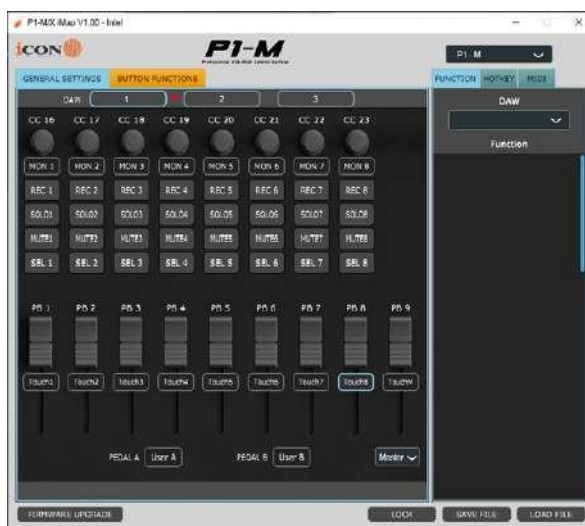 P1-M/X iMap V1.00 - Intel
iCON
P1-M
P1-M
GENERAL SETTINGS BUTTON FUNCTIONS
FUNCTION HOTKEY MIDI
DAW 1 2 3
DAW
Function
CC 16 CC 17 CC 18 CC 19 CC 20 CC 21 CC 22 CC 23
MON 1 MON 2 MON 3 MON 4 MON 5 MON 6 MON 7 MON 8
REC 1 REC 2 REC 3 REC 4 REC 5 REC 6 REC 7 REC 8
SOLO1 SOLO2 SOLO3 SOLO4 SOLO5 SOLO6 SOLO7 SOLO8
MUTE1 MUTE2 MUTE3 MUTE4 MUTE5 MUTE6 MUTE7 MUTE8
SEL 1 SEL 2 SEL 3 SEL 4 SEL 5 SEL 6 SEL 7 SEL 8
PB 1 PB 2 PB 3 PB 4 PB 5 PB 6 PB 7 PB 8 PB 9
Touch1 Touch2 Touch3 Touch4 Touch5 Touch6 Touch7 Touch8 TouchM
PEDAL A User A PEDAL B User B Master
FIRMWARE UPGRADE LOCK SAVE FILE LOAD FILE